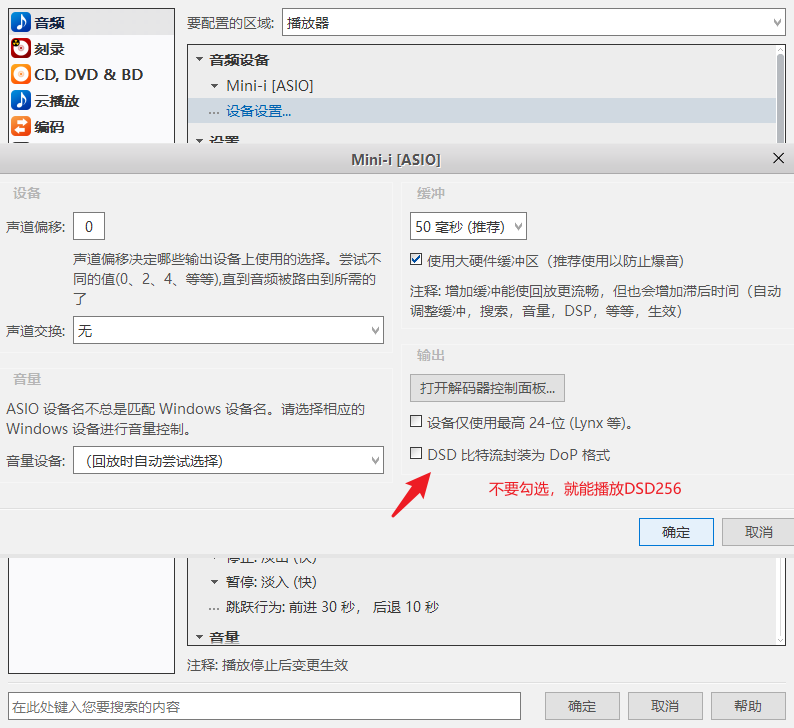 音频
刻录
CD, DVD & BD
云播放
编码
要配置的区域: 播放器
音频设备
Mini-i [ASIO]
设备设置...
设置
Mini-i [ASIO]
设备
声道偏移: 0
声道偏移决定哪些输出设备上使用的选择。尝试不
同的值(0、2、4、等等),直到音频被路由到所需的
了
声道交换: 无
音量
ASIO 设备名不总是匹配 Windows 设备名。请选择相应的
Windows 设备进行音量控制。
音量设备: （回放时自动尝试选择）
缓冲
50 毫秒 (推荐)
使用大硬件缓冲区（推荐使用以防止爆音）
注释: 增加缓冲能使回放更流畅，但也会增加滞后时间（自动
调整缓冲，搜索，音量，DSP，等等，生效）
输出
打开解码器控制面板...
设备仅使用最高 24-位 (Lynx 等)。
DSD 比特流封装为 DoP 格式
不要勾选，就能播放DSD256
确定
取消
停止: 淡出 (快)
暂停: 淡入 (快)
跳跃行为: 前进 30 秒， 后退 10 秒
音量
注释: 播放停止后变更生效
在此处键入您要搜索的内容
确定
取消
帮助